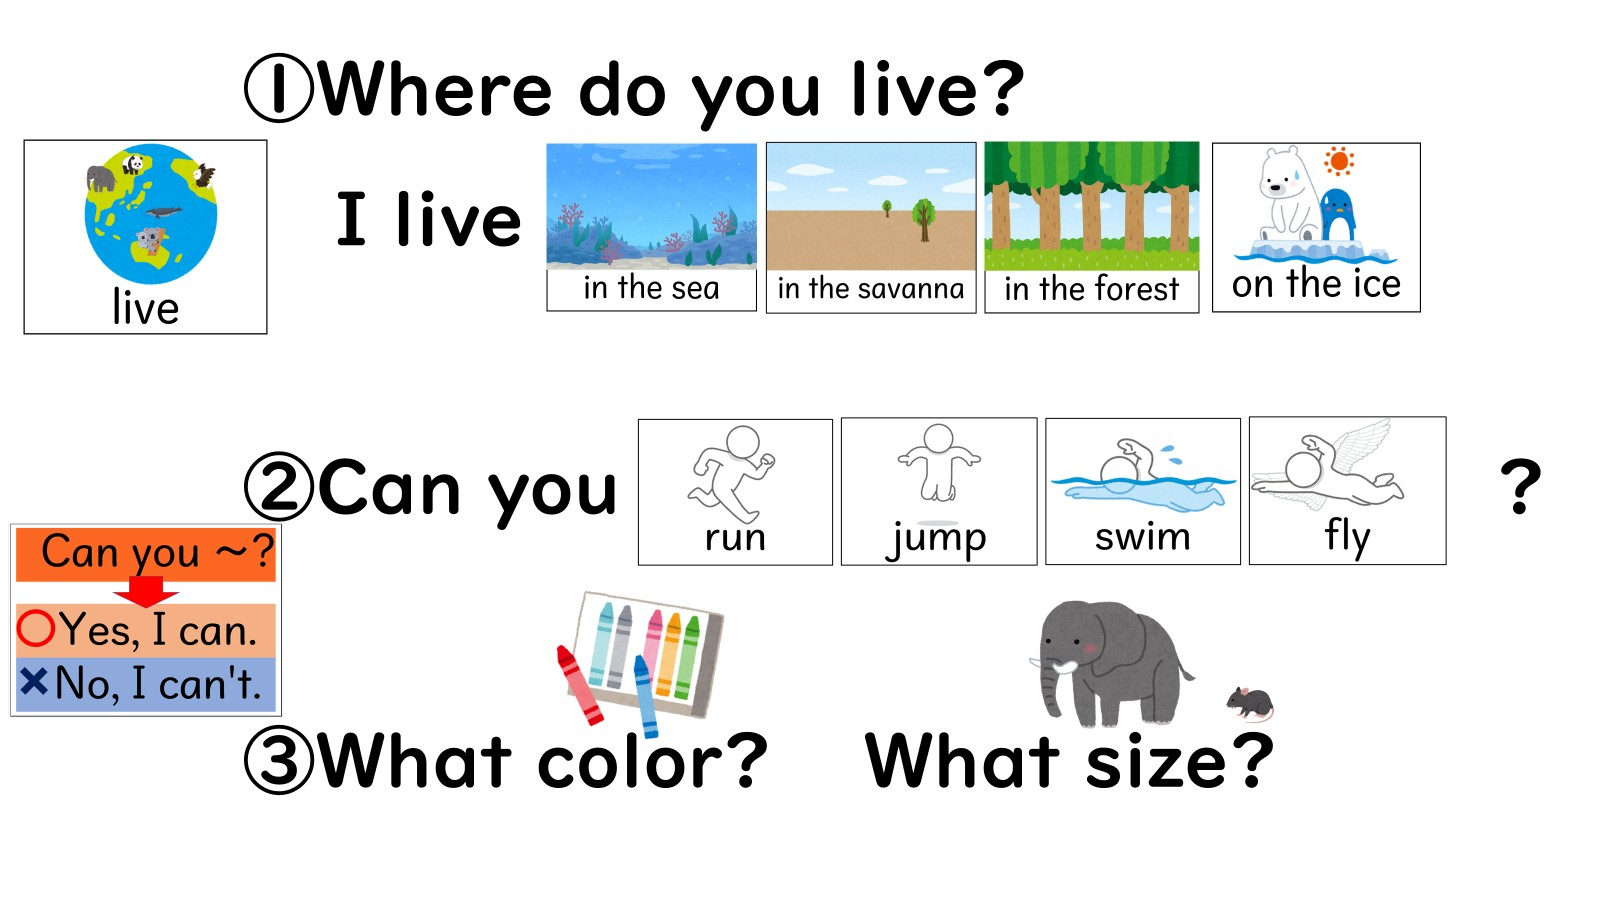 ①Where do you live?
live
I live
in the sea
in the savanna
in the forest
on the ice
②Can you
run
jump
swim
fly
?
Can you ~?
○Yes, I can.
×No, I can't.
③What color?
What size?